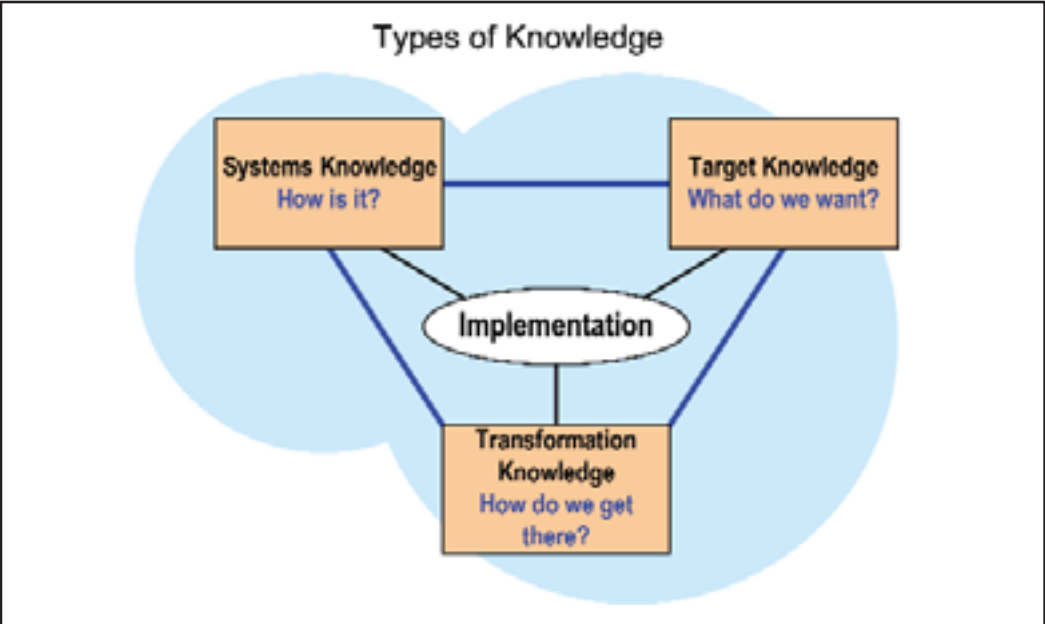 Types of Knowledge
Systems Knowledge
How is it?
Target Knowledge
What do we want?
Implementation
Transformation
Knowledge
How do we get
there?